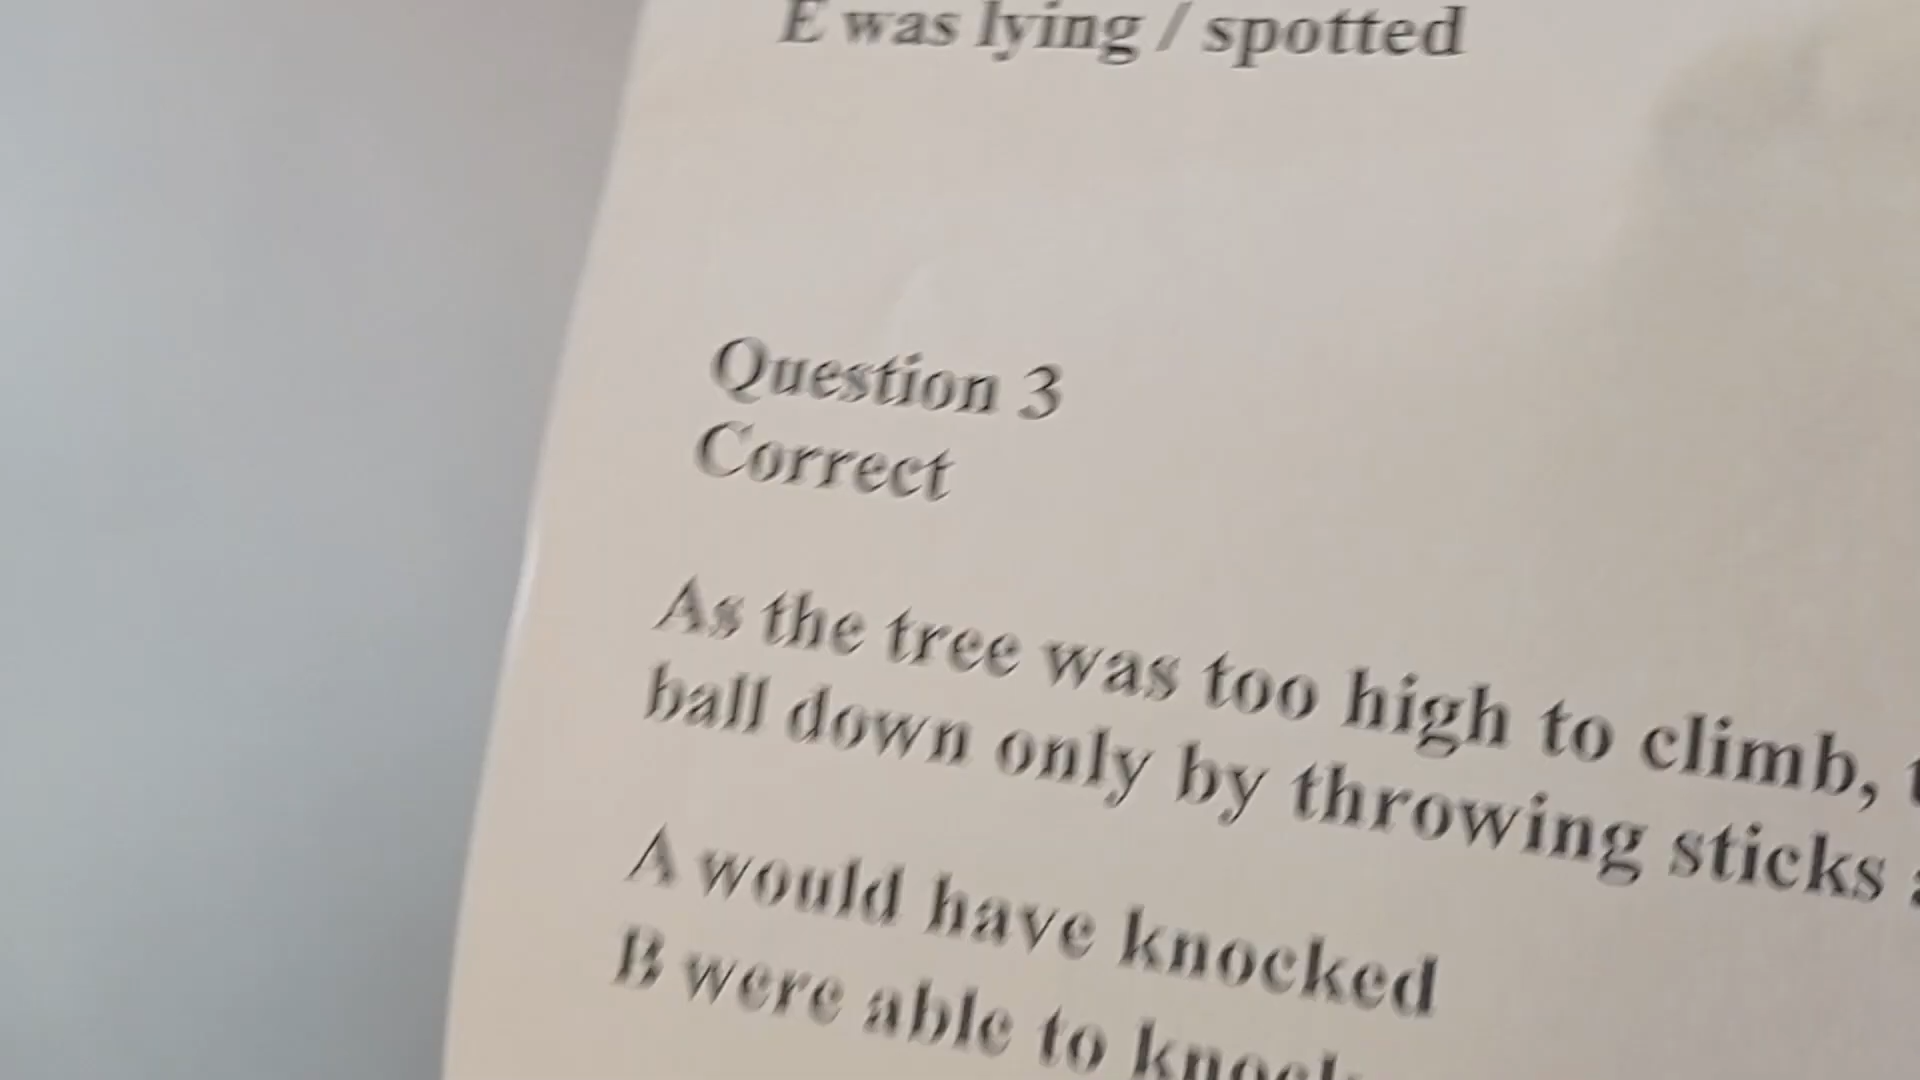 E was lying / spotted
Question 3
Correct
As the tree was too high to climb,
ball down only by throwing sticks
A would have knocked
B were able to